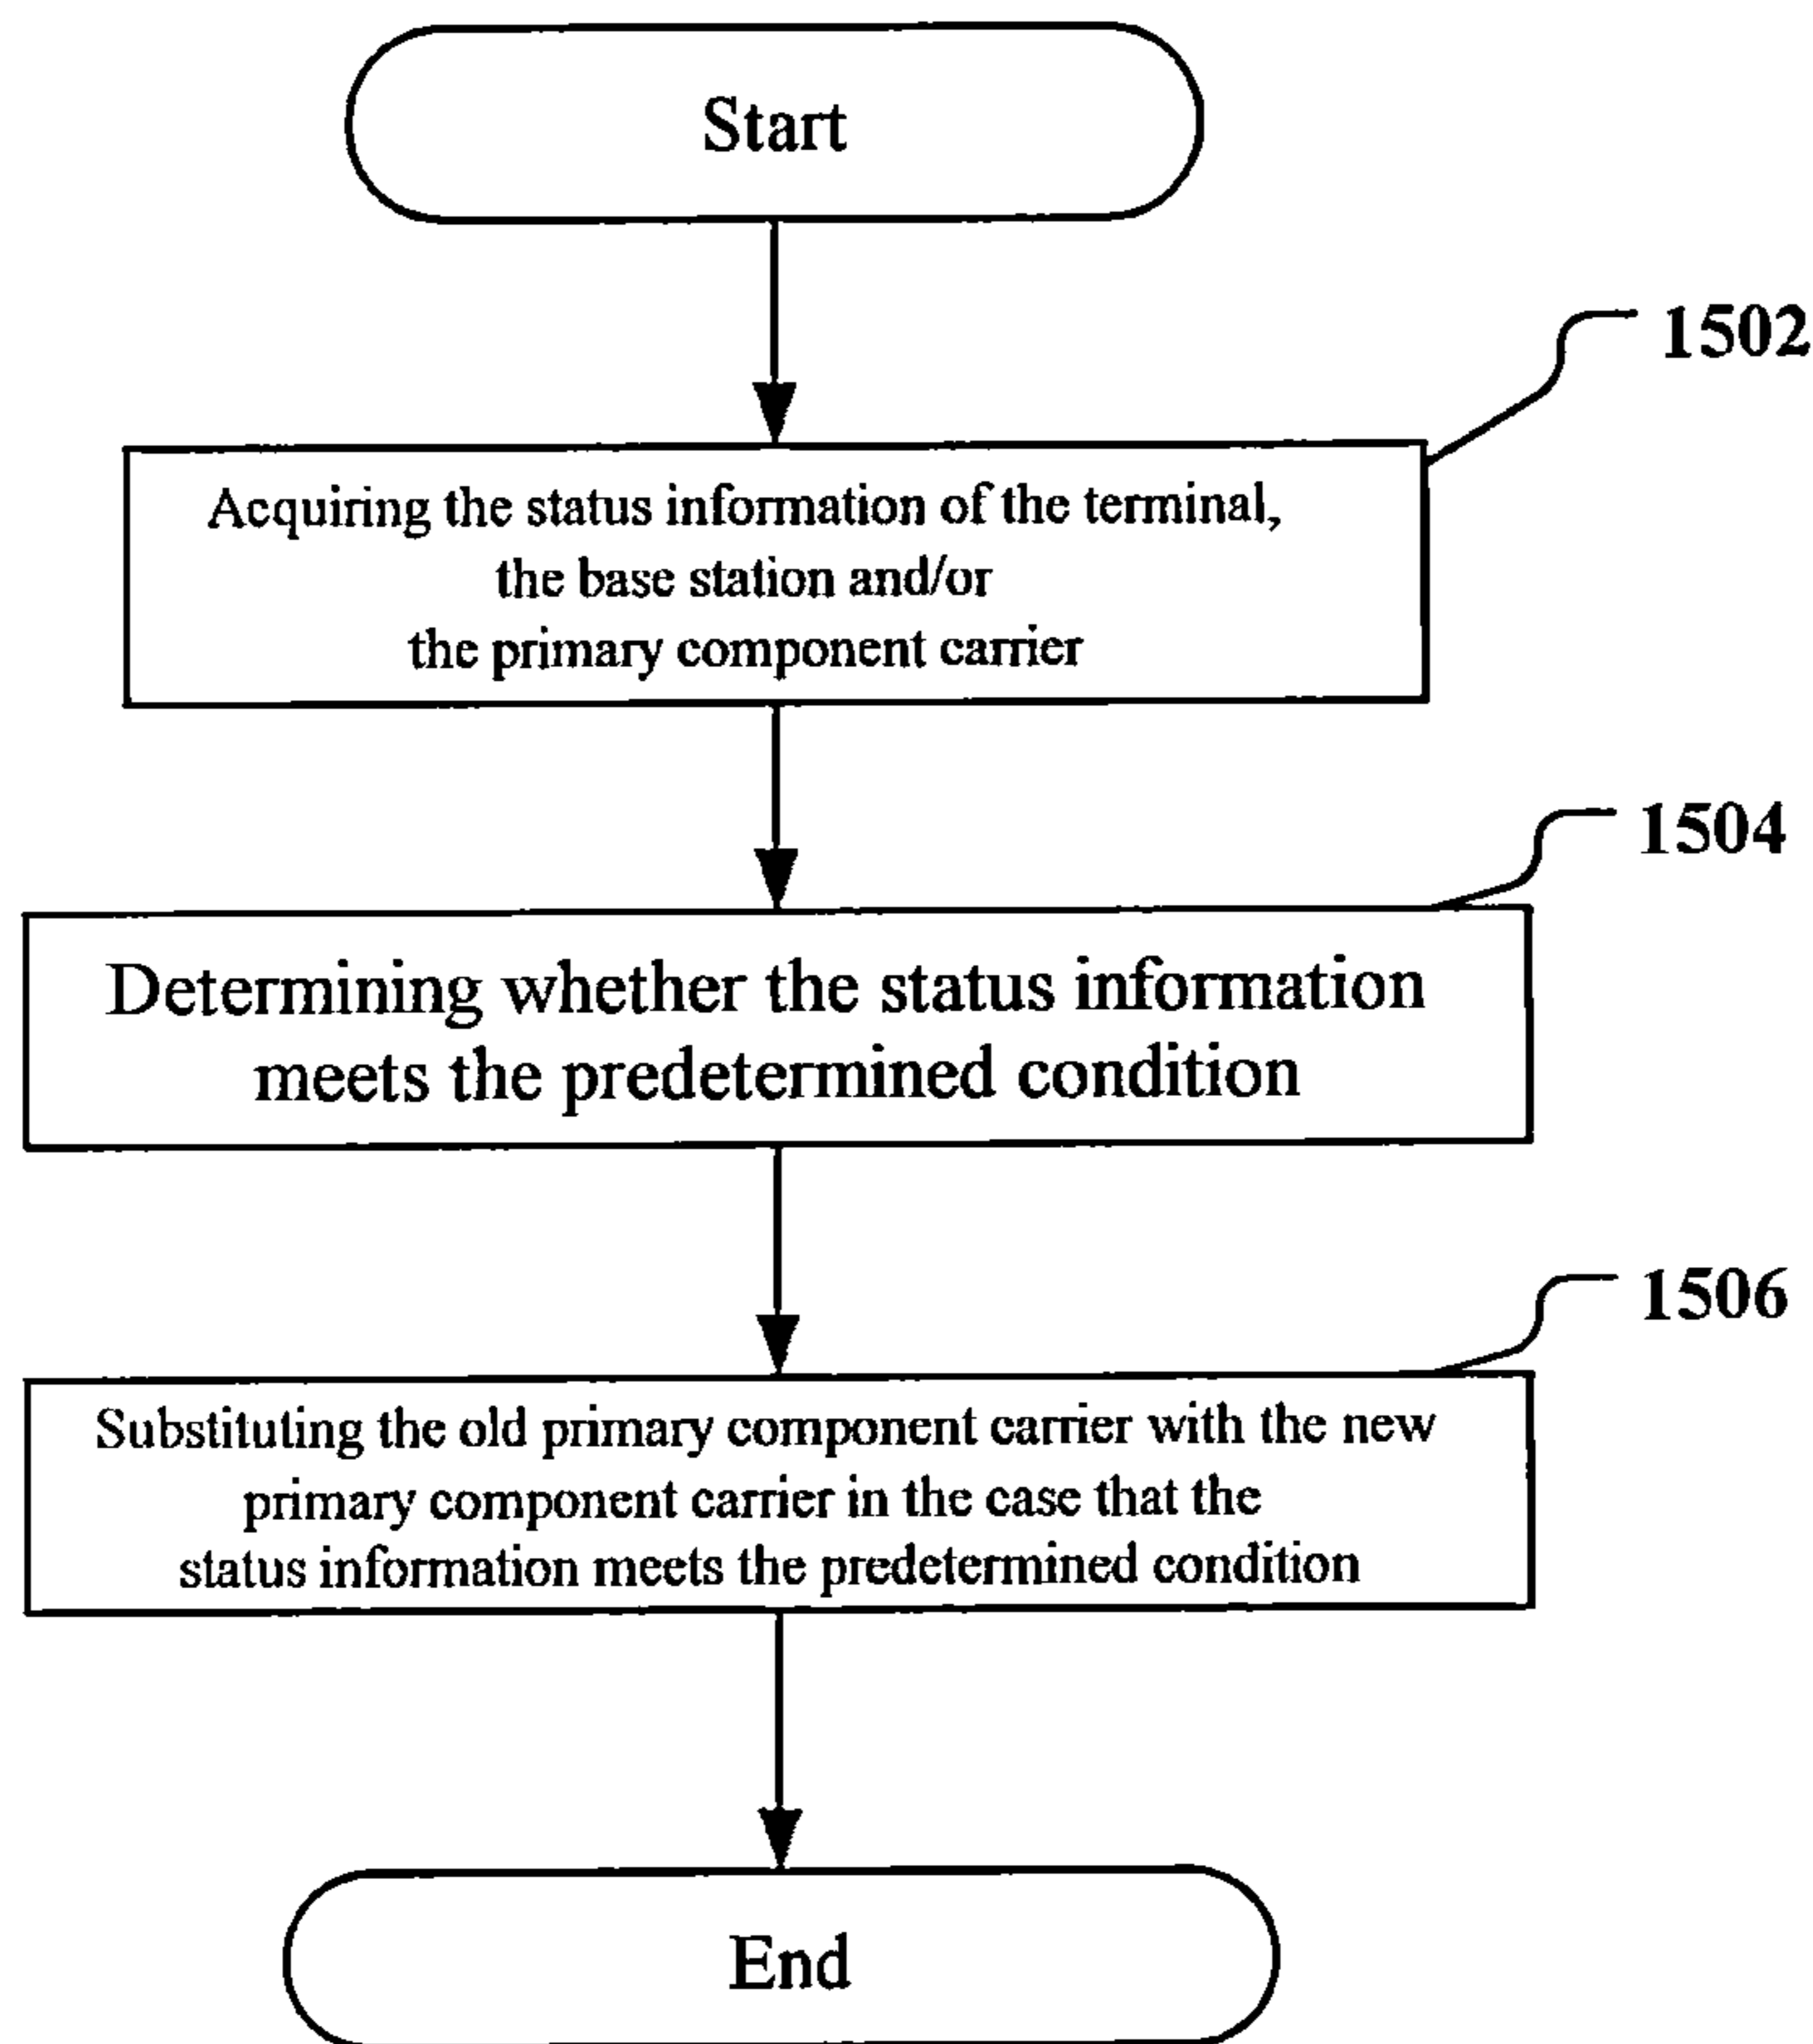 Start
1502
Acquiring the status information of the terminal,
the base station and/or
the primary component carrier
1504
Determining whether the status information
meets the predetermined condition
1506
Substituting the old primary component carrier with the new
primary component carrier in the case that the
status information meets the predetermined condition
End